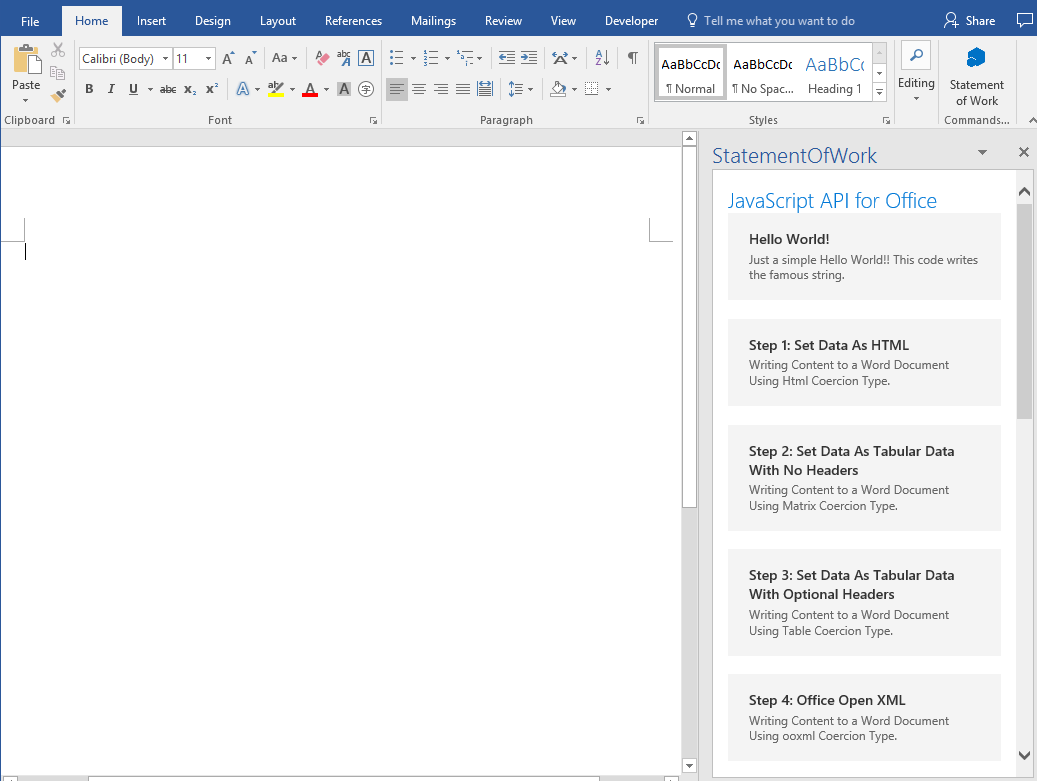 File Home Insert Design Layout References Mailings Review View Developer Tell me what you want to do Share
Paste
Calibri (Body) 11 Aa
abc A
B I U abc x₂ x² A ab A A 字
A Z ¶
AaBbCcDc AaBbCcDc AaBbCc
¶ Normal ¶ No Spac... Heading 1
Editing
Statement
of Work
Clipboard Font Paragraph Styles Commands...
StatementOfWork
JavaScript API for Office
Hello World!
Just a simple Hello World!! This code writes
the famous string.
Step 1: Set Data As HTML
Writing Content to a Word Document
Using Html Coercion Type.
Step 2: Set Data As Tabular Data
With No Headers
Writing Content to a Word Document
Using Matrix Coercion Type.
Step 3: Set Data As Tabular Data
With Optional Headers
Writing Content to a Word Document
Using Table Coercion Type.
Step 4: Office Open XML
Writing Content to a Word Document
Using ooxml Coercion Type.